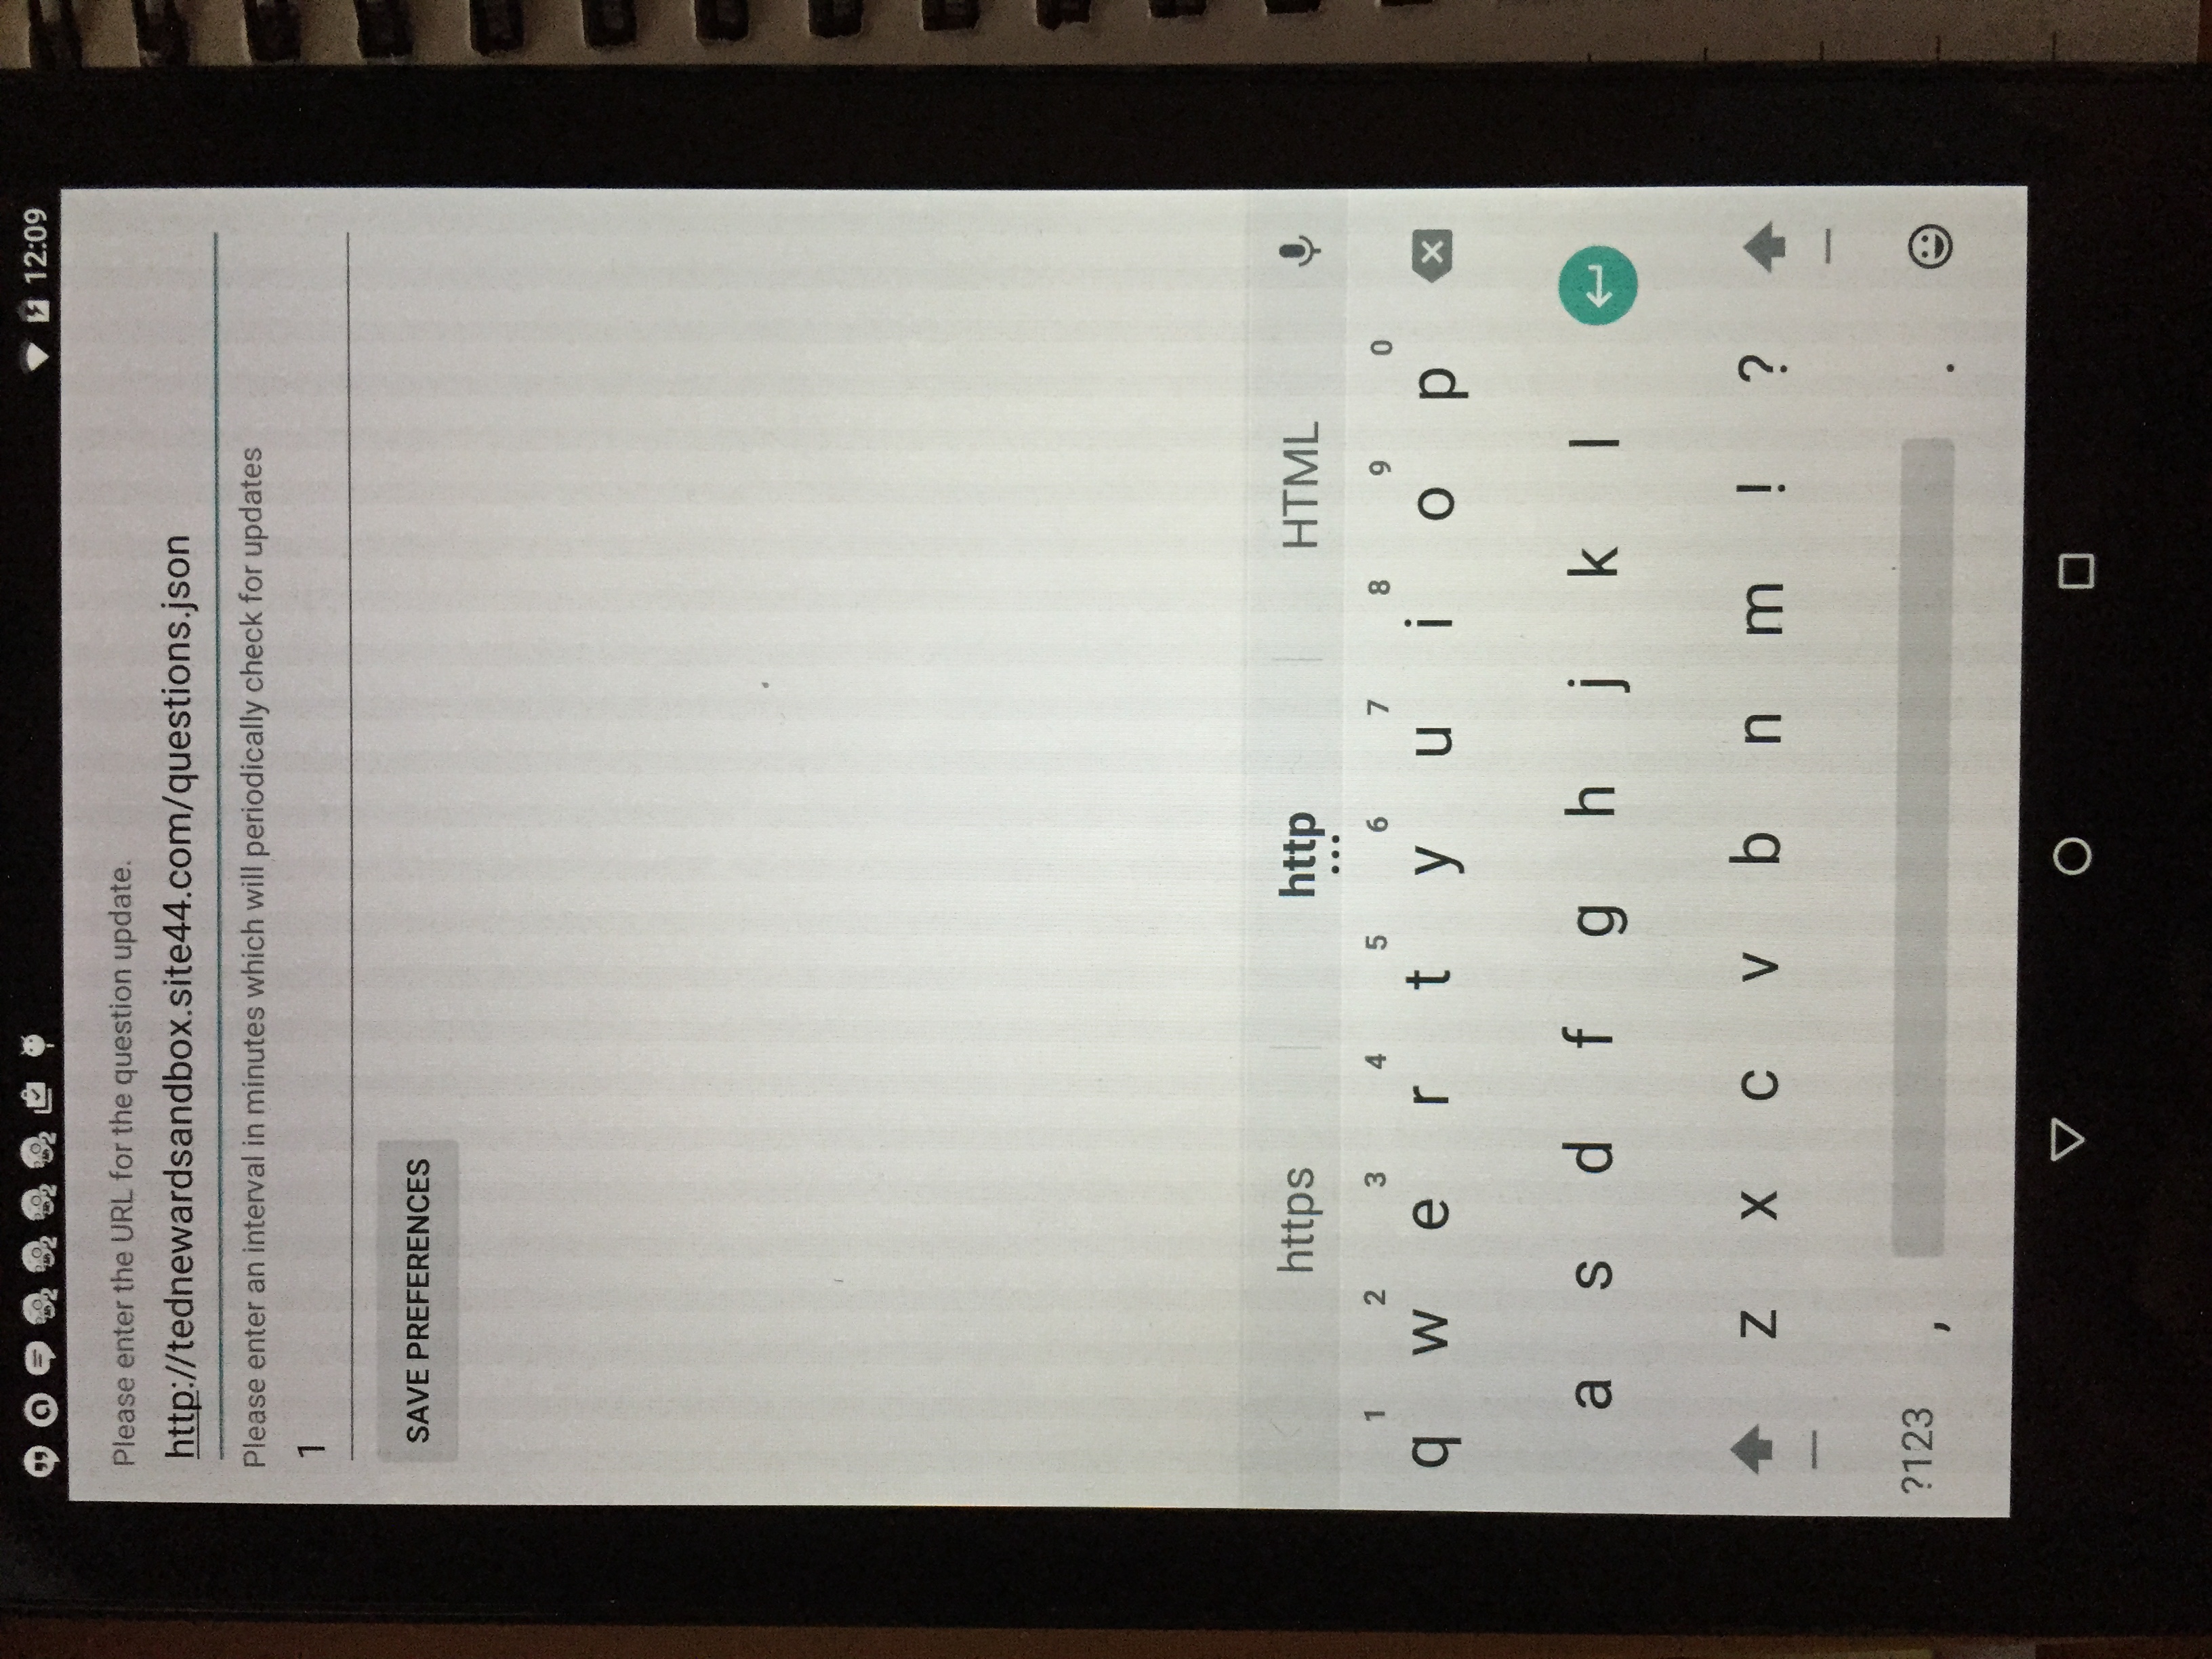 12:09
Please enter the URL for the question update.
http://tednewardsandbox.site44.com/questions.json
Please enter an interval in minutes which will periodically check for updates
1
SAVE PREFERENCES
https http HTML
1 2 3 4 5 6 7 8 9 0
q w e r t y u i o p
a s d f g h j k l
z x c v b n m ! ?
?123 , .